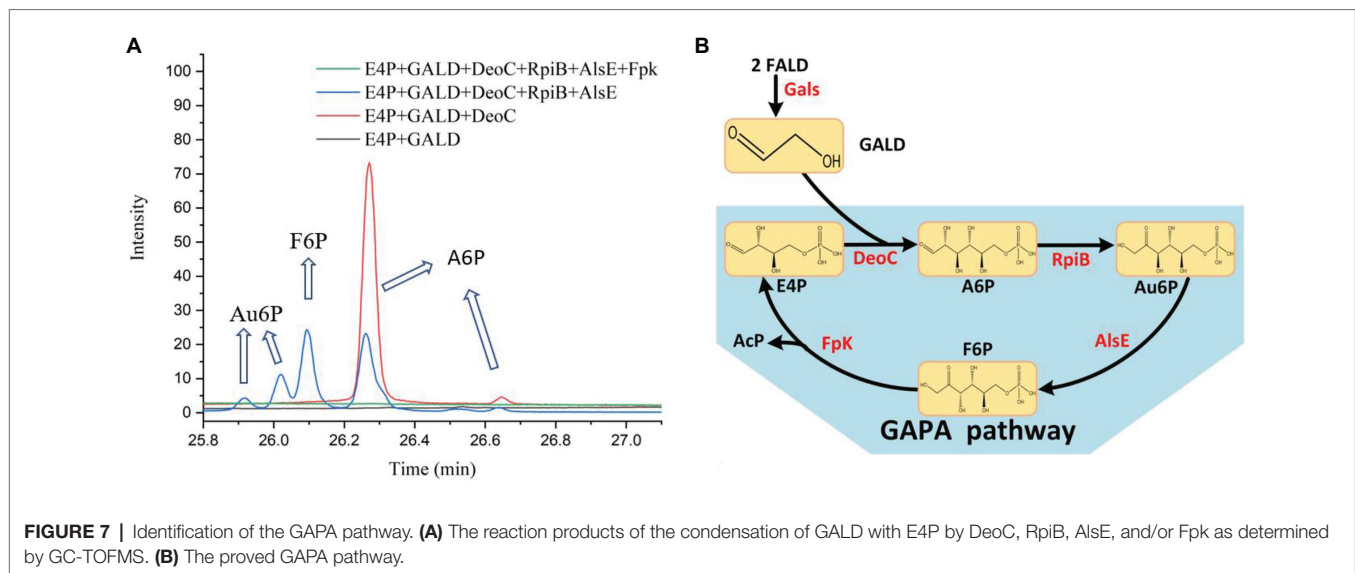 A
E4P+GALD+DeoC+RpiB+AlsE+Fpk
E4P+GALD+DeoC+RpiB+AlsE
E4P+GALD+DeoC
E4P+GALD
Intensity
100
90
80
70
60
50
40
30
20
10
0
Au6P
F6P
A6P
25.8 26.0 26.2 26.4 26.6 26.8 27.0
Time (min)
B
2 FALD
Gals
O
OH
GALD
E4P
DeoC
A6P
RpiB
Au6P
AlsE
F6P
FpK
AcP
GAPA pathway
FIGURE 7 | Identification of the GAPA pathway. (A) The reaction products of the condensation of GALD with E4P by DeoC, RpiB, AlsE, and/or Fpk as determined
by GC-TOFMS. (B) The proved GAPA pathway.